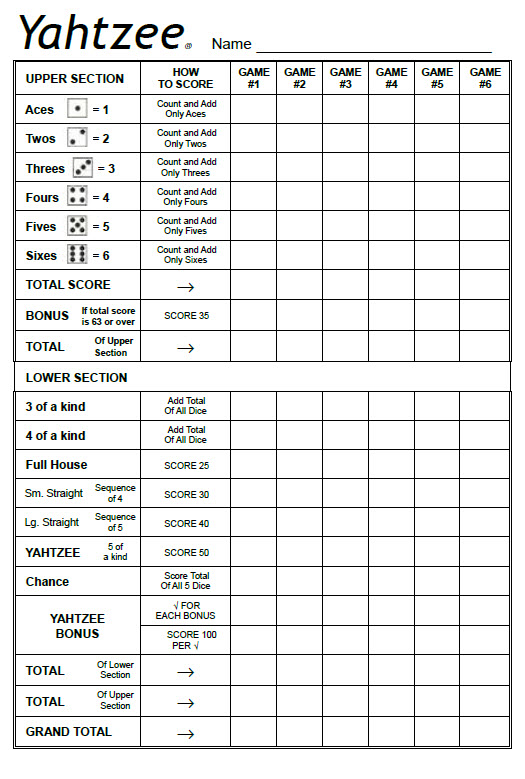 Yahtzee® Name
UPPER SECTION HOW TO SCORE GAME #1 GAME #2 GAME #3 GAME #4 GAME #5 GAME #6
Aces = 1 Count and Add Only Aces
Twos = 2 Count and Add Only Twos
Threes = 3 Count and Add Only Threes
Fours = 4 Count and Add Only Fours
Fives = 5 Count and Add Only Fives
Sixes = 6 Count and Add Only Sixes
TOTAL SCORE →
BONUS If total score is 63 or over SCORE 35
TOTAL Of Upper Section →
LOWER SECTION
3 of a kind Add Total Of All Dice
4 of a kind Add Total Of All Dice
Full House SCORE 25
Sm. Straight Sequence of 4 SCORE 30
Lg. Straight Sequence of 5 SCORE 40
YAHTZEE 5 of a kind SCORE 50
Chance Score Total Of All 5 Dice
YAHTZEE BONUS √ FOR EACH BONUS
SCORE 100 PER √
TOTAL Of Lower Section →
TOTAL Of Upper Section →
GRAND TOTAL →